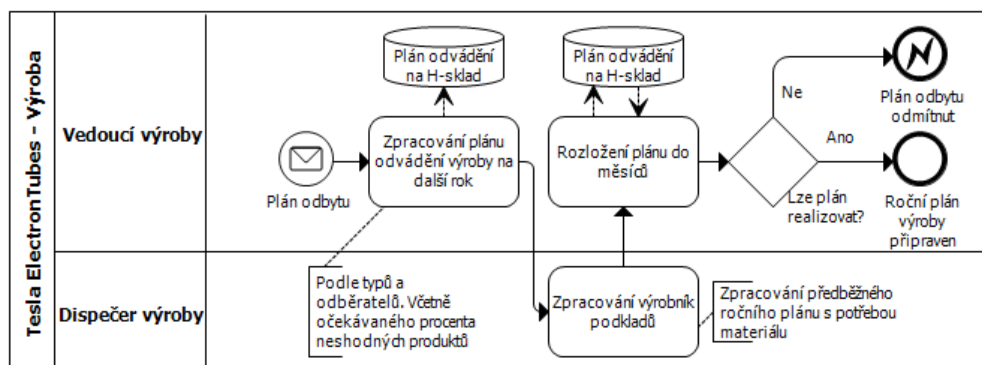 Tesla ElectronTubes - Výroba
Vedoucí výroby
Plán odbytu
Plán odvádění
na H-sklad
Zpracování plánu
odvádění výroby na
další rok
Plán odvádění
na H-sklad
Rozložení plánu do
měsíců
Lze plán
realizovat?
Ne
Ano
Plán odbytu
odmítnut
Roční plán
výroby
připraven
Dispečer výroby
Podle typů a
odběratelů. Včetně
očekávaného procenta
neshodných produktů
Zpracování výrobník
podkladů
Zpracování předběžného
ročního plánu s potřebou
materiálu